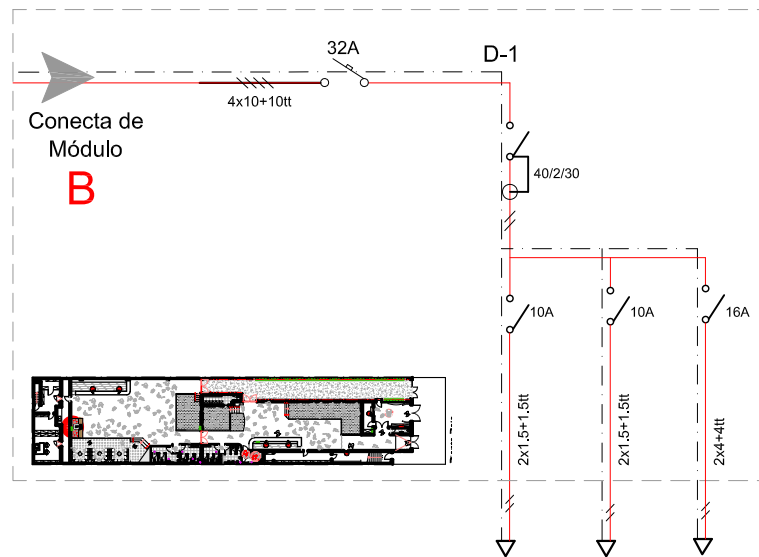 32A
D-1
4x10+10tt
Conecta de
Módulo
B
40/2/30
10A
10A
16A
2x1,5+1,5tt
2x1,5+1,5tt
2x4+4tt